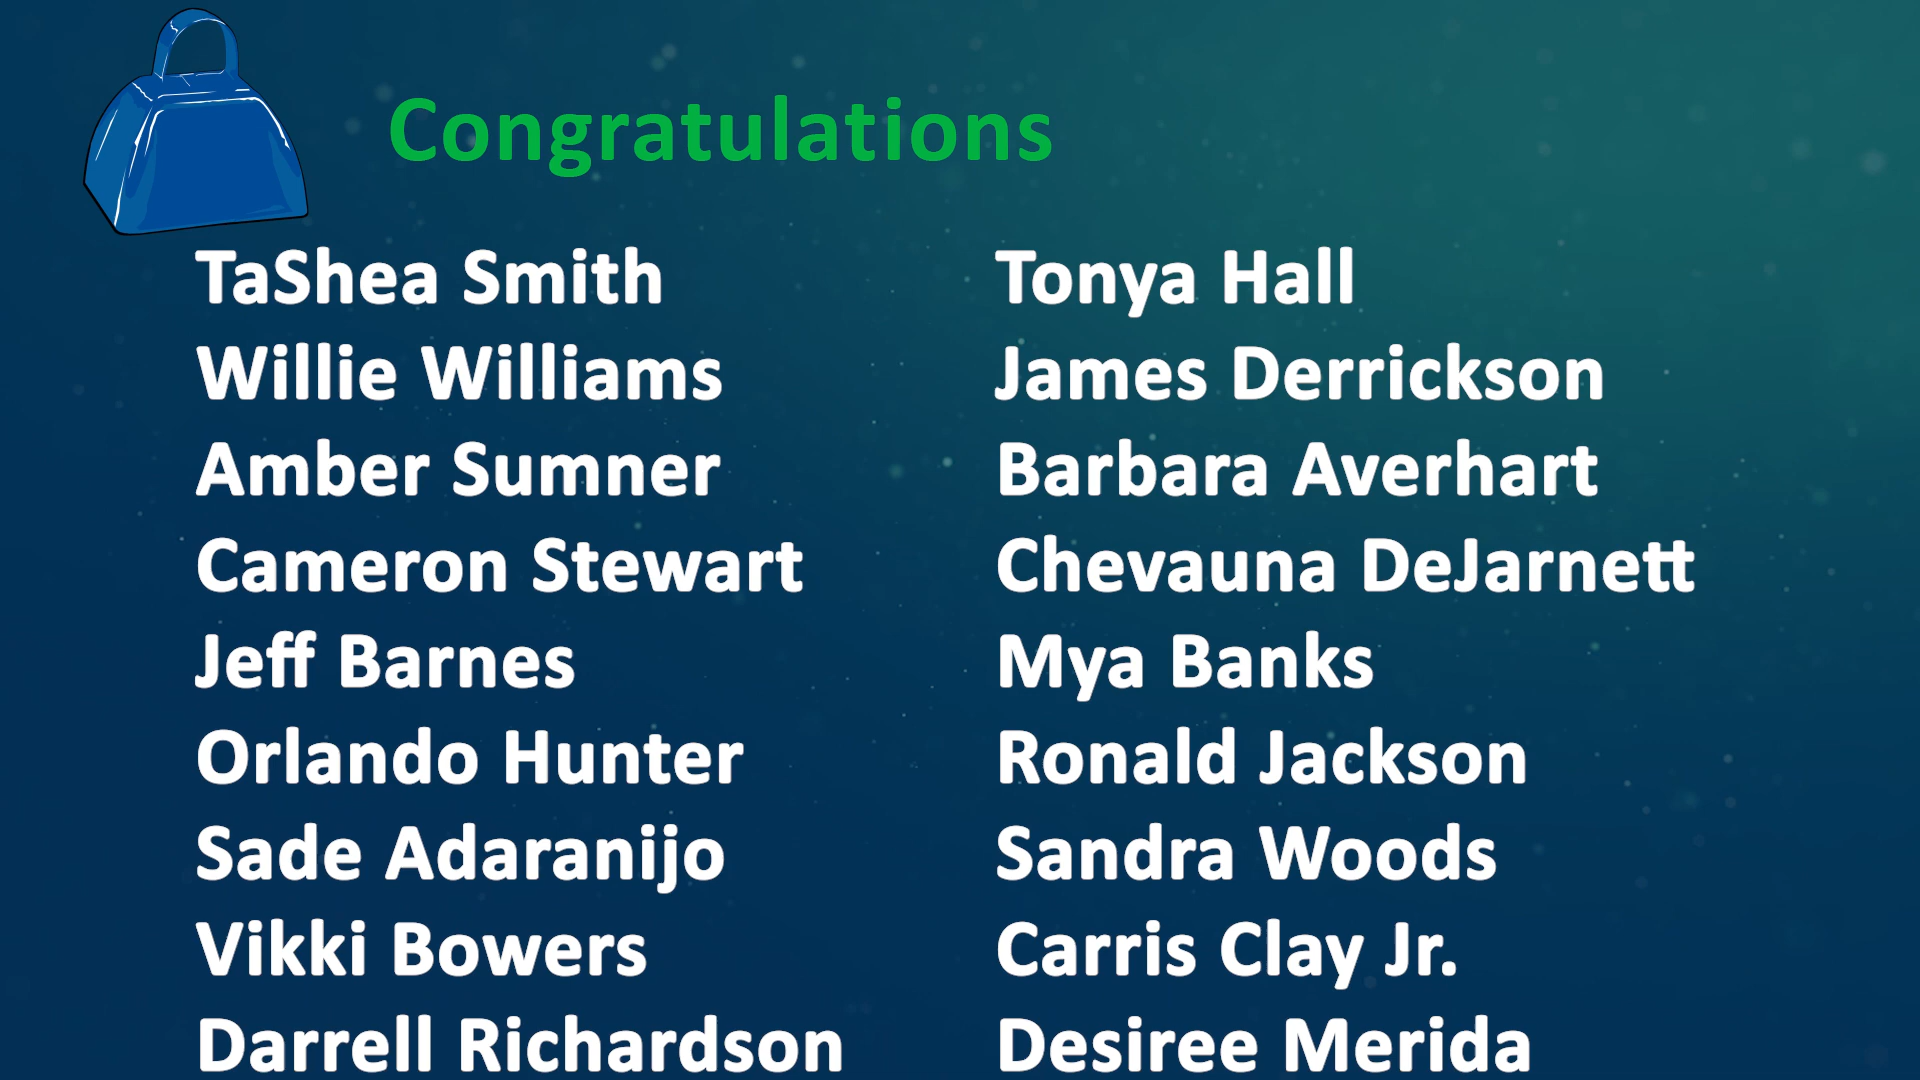 Congratulations
TaShea Smith
Willie Williams
Amber Sumner
Cameron Stewart
Jeff Barnes
Orlando Hunter
Sade Adaranijo
Vikki Bowers
Darrell Richardson
Tonya Hall
James Derrickson
Barbara Averhart
Chevauna DeJarnett
Mya Banks
Ronald Jackson
Sandra Woods
Carris Clay Jr.
Desiree Merida